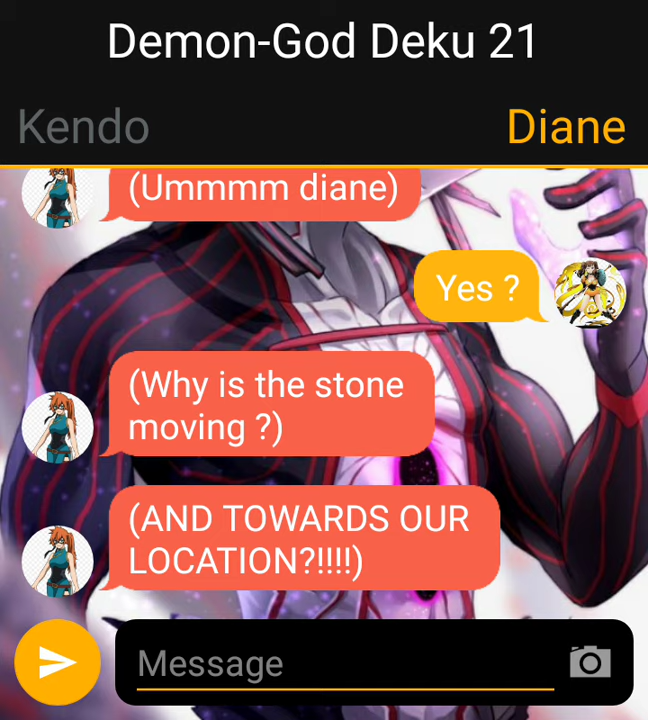 Demon-God Deku 21
Kendo
Diane
(Ummmm diane)
Yes ?
(Why is the stone
moving ?)
(AND TOWARDS OUR
LOCATION?!!!!)
Message